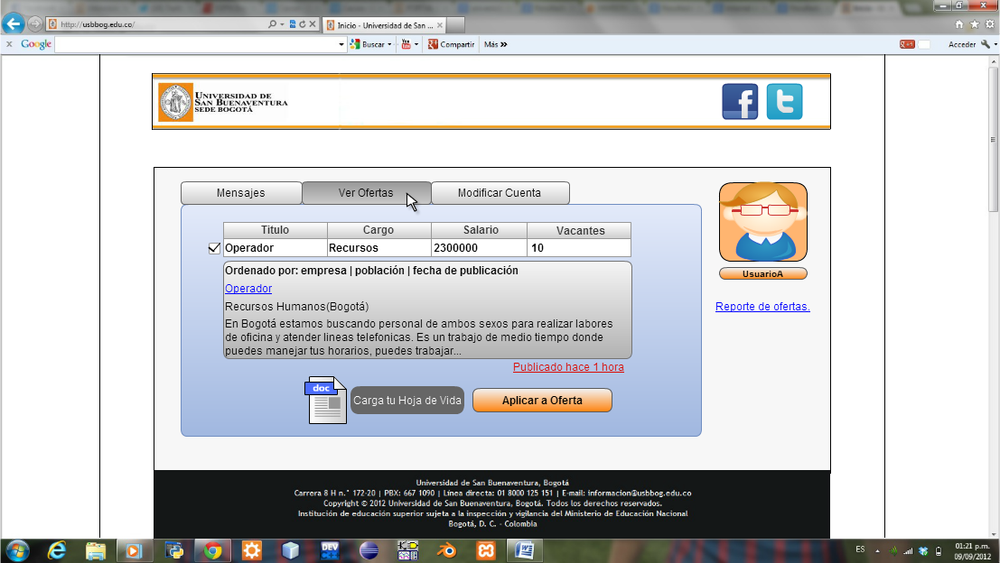 http://usbbog.edu.co/
Inicio - Universidad de San ...
Google
Buscar
You
Compartir
Más »
+1
Acceder
UNIVERSIDAD DE
SAN BUENAVENTURA
SEDE BOGOTÁ
f
t
Mensajes
Ver Ofertas
Modificar Cuenta
Titulo Cargo Salario Vacantes
Operador Recursos 2300000 10
Ordenado por: empresa | población | fecha de publicación
Operador
Recursos Humanos(Bogotá)
En Bogotá estamos buscando personal de ambos sexos para realizar labores
de oficina y atender lineas telefonicas. Es un trabajo de medio tiempo donde
puedes manejar tus horarios, puedes trabajar...
Publicado hace 1 hora
doc
Carga tu Hoja de Vida
Aplicar a Oferta
UsuarioA
Reporte de ofertas.
Universidad de San Buenaventura, Bogotá
Carrera 8 H n.° 172-20 | PBX: 667 1090 | Línea directa: 01 8000 125 151 | E-mail: informacion@usbbog.edu.co
Copyright © 2012 Universidad de San Buenaventura, Bogotá. Todos los derechos reservados.
Institución de educación superior sujeta a la inspección y vigilancia del Ministerio de Educación Nacional
Bogotá, D. C. - Colombia
DEV
ES
01:21 p.m.
09/09/2012